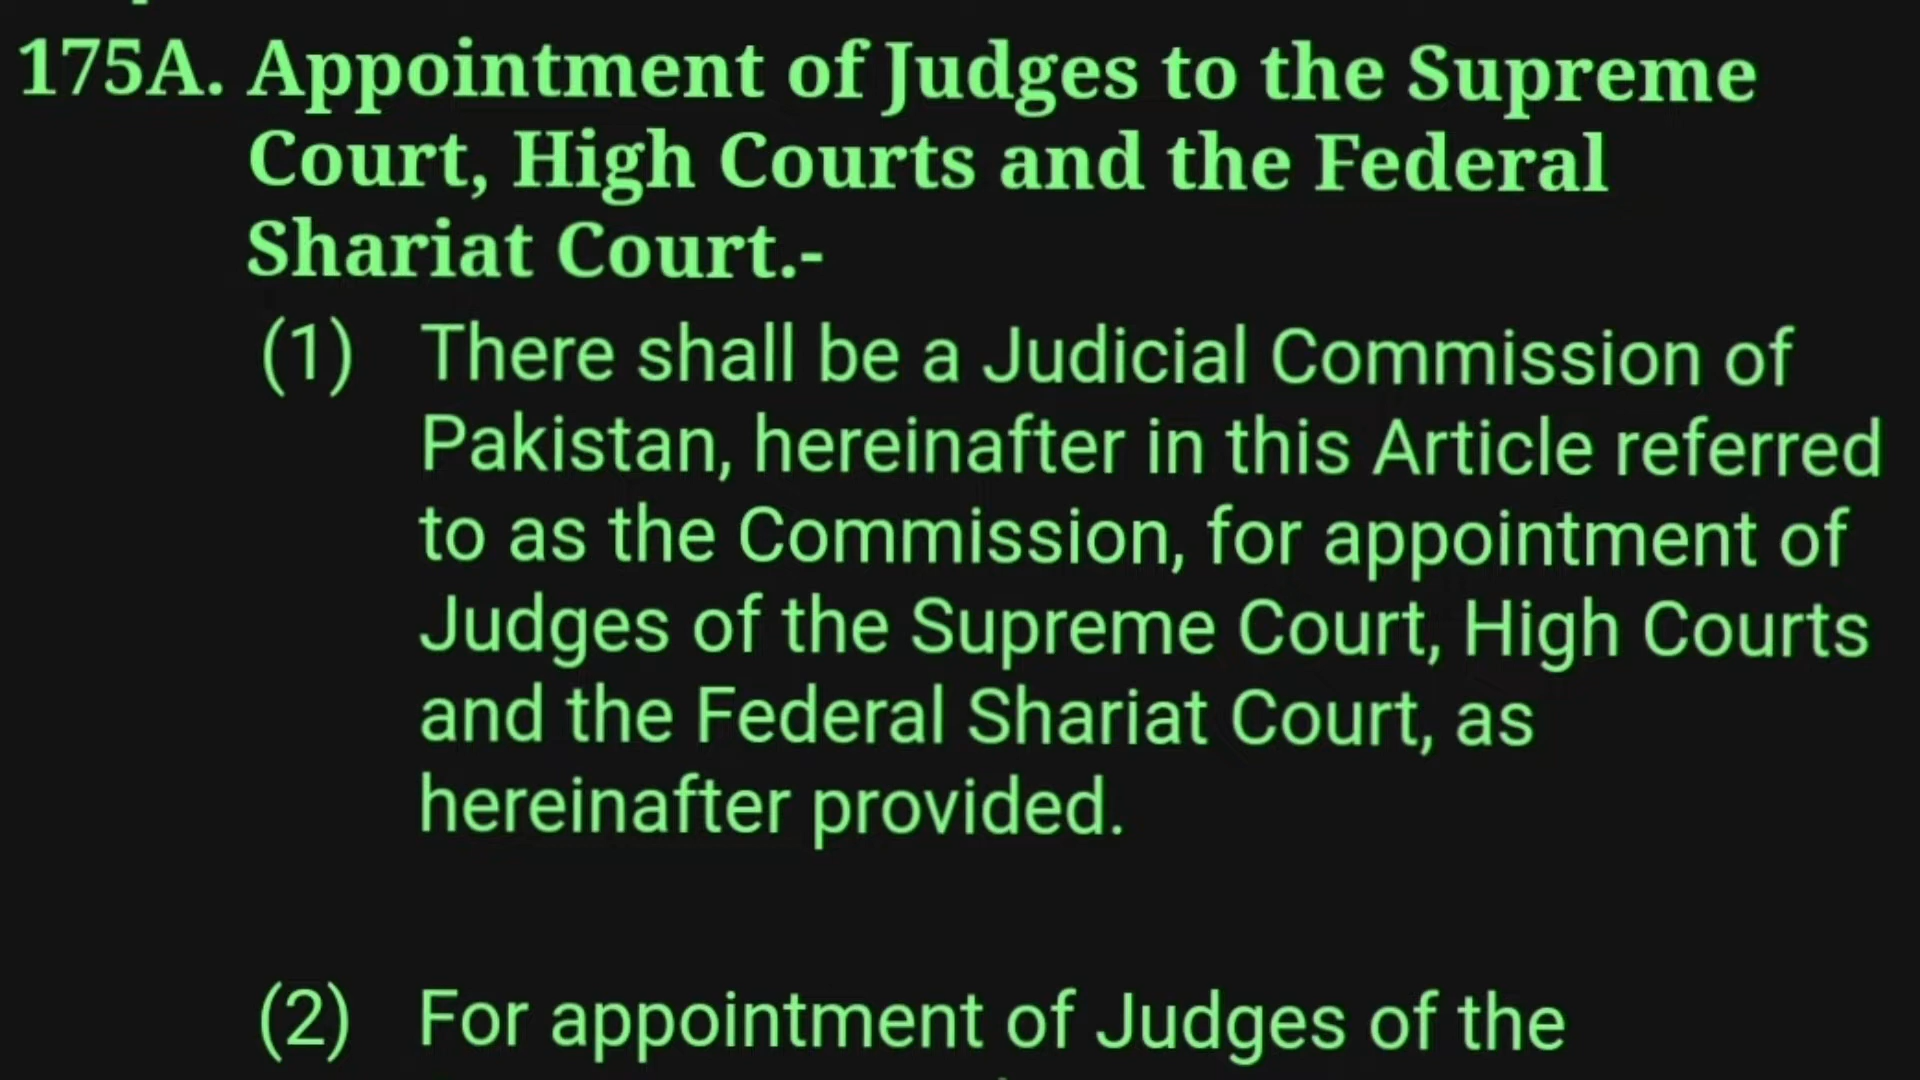 175A. Appointment of Judges to the Supreme
Court, High Courts and the Federal
Shariat Court.-
(1) There shall be a Judicial Commission of
Pakistan, hereinafter in this Article referred
to as the Commission, for appointment of
Judges of the Supreme Court, High Courts
and the Federal Shariat Court, as
hereinafter provided.
(2) For appointment of Judges of the